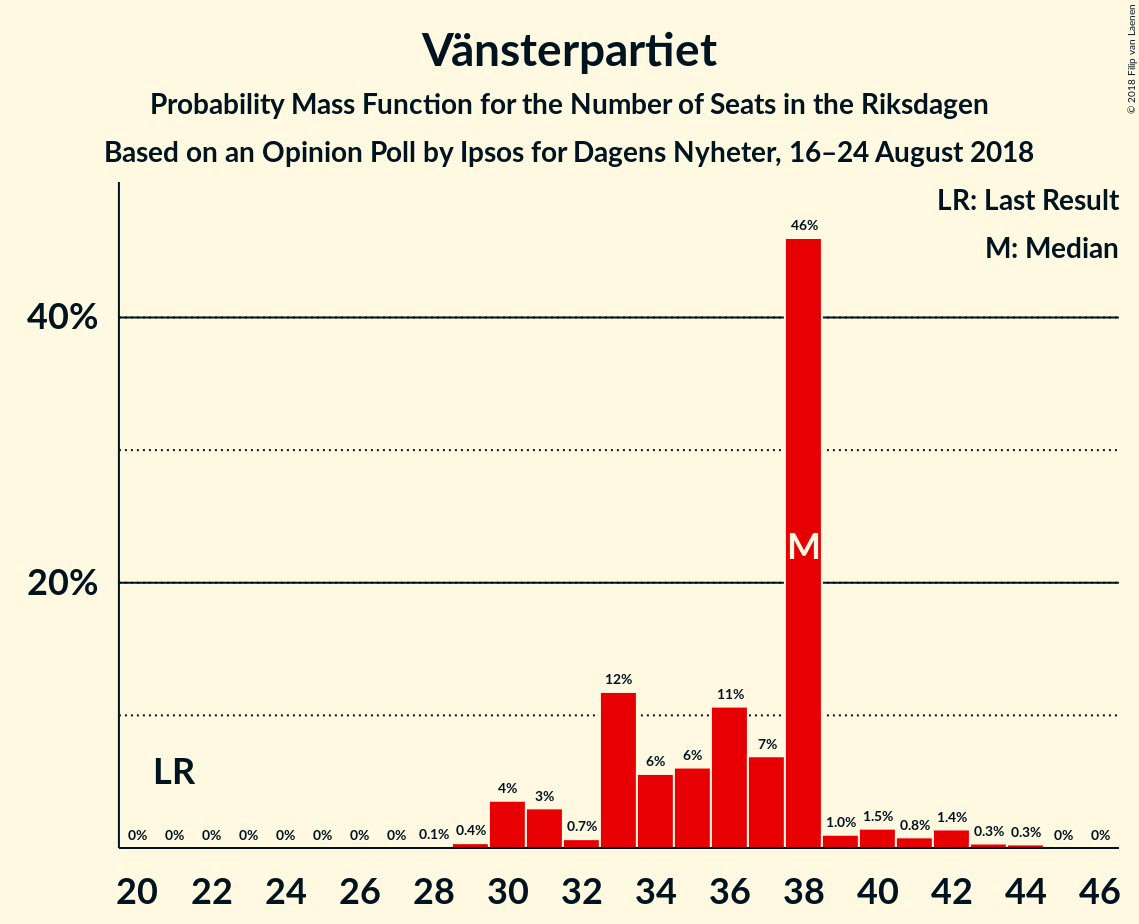 Vänsterpartiet
Probability Mass Function for the Number of Seats in the Riksdagen
Based on an Opinion Poll by Ipsos for Dagens Nyheter, 16–24 August 2018
© 2018 Filip van Laenen
LR: Last Result
M: Median
46%
40%
M
20%
12%
11%
7%
6% 6%
LR
4% 3%
0% 0% 0% 0% 0% 0% 0% 0% 0.1% 0.4% 0.7% 1.0% 1.5% 0.8% 1.4% 0.3% 0.3% 0% 0%
20 22 24 26 28 30 32 34 36 38 40 42 44 46